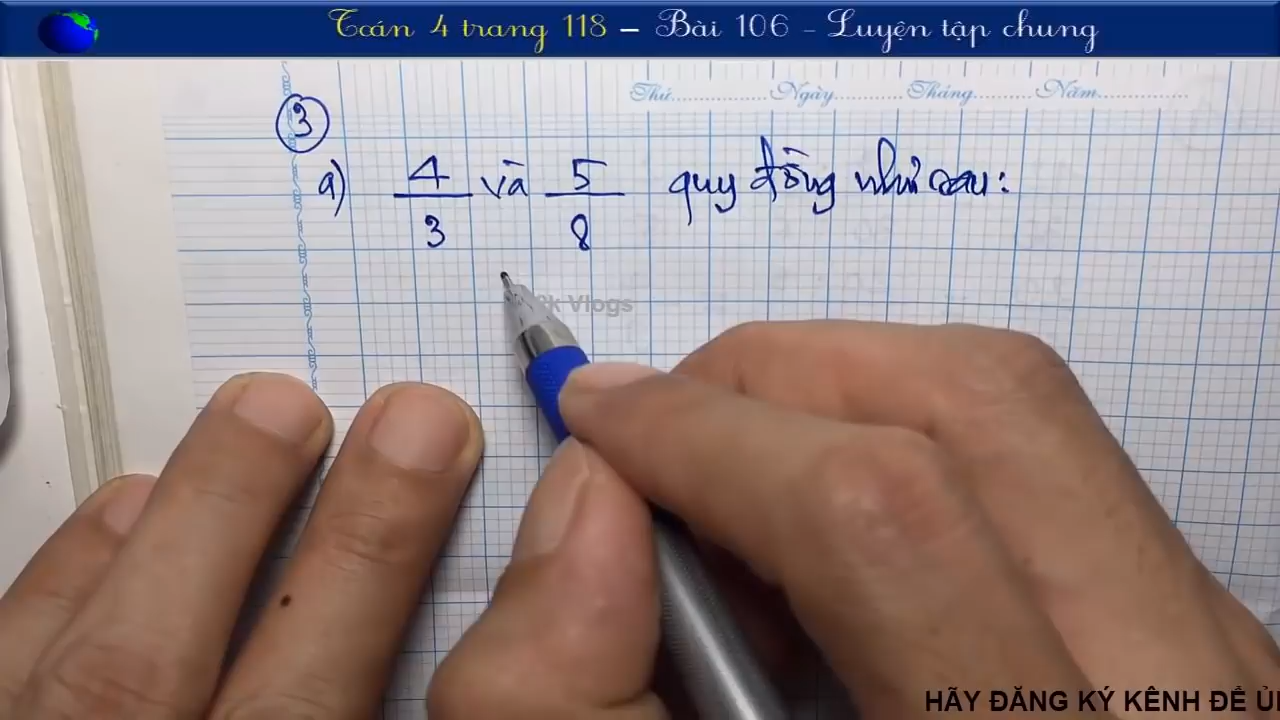 Toán 4 trang 118 – Bài 106 - Luyện tập chung
Thứ.............Ngày...........Tháng..........Năm..............
3
a) 4/3 và 5/8 quy đồng như sau:
k Vlogs
HÃY ĐĂNG KÝ KÊNH ĐỂ Ủ